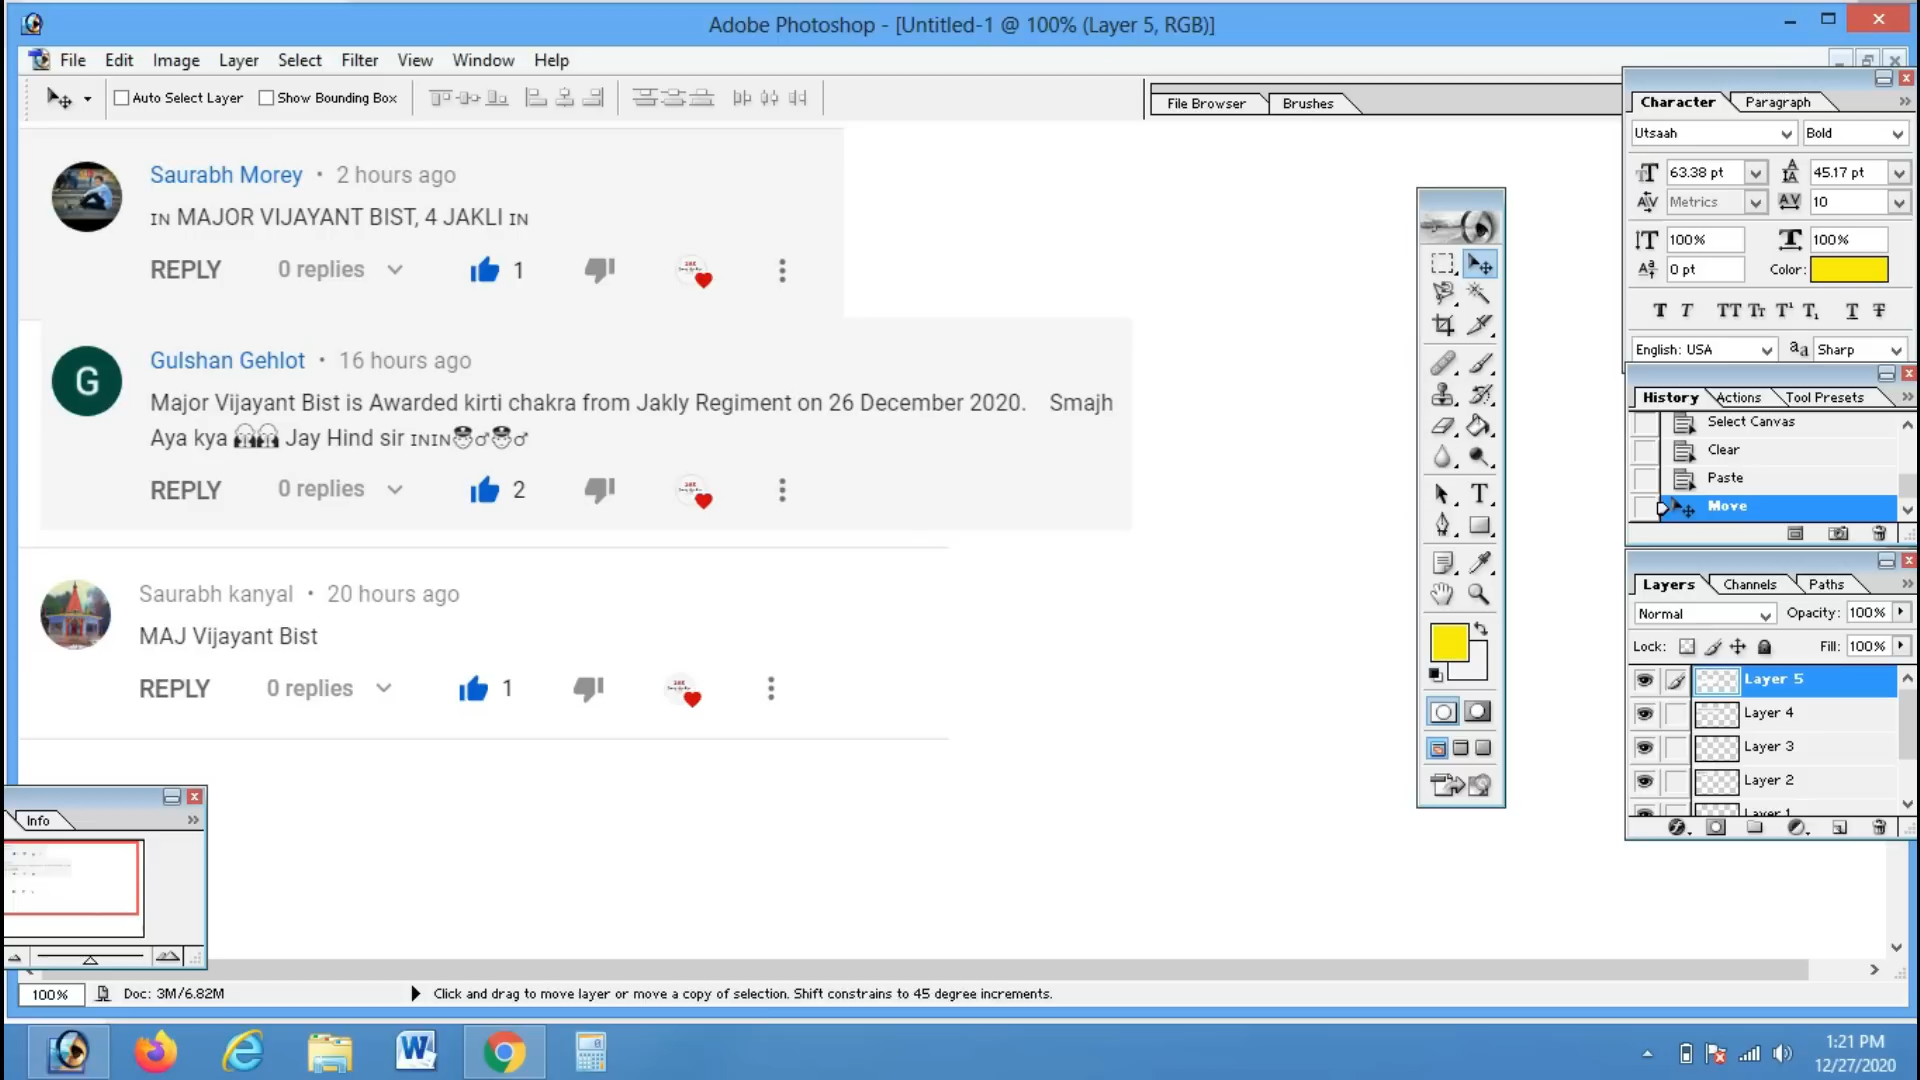 Adobe Photoshop - [Untitled-1 @ 100% (Layer 5, RGB)]
File Edit Image Layer Select Filter View Window Help
Auto Select Layer Show Bounding Box
File Browser Brushes
Saurabh Morey • 2 hours ago
IN MAJOR VIJAYANT BIST, 4 JAKLI IN
REPLY 0 replies 1
Gulshan Gehlot • 16 hours ago
G
Major Vijayant Bist is Awarded kirti chakra from Jakly Regiment on 26 December 2020. Smajh
Aya kya Jay Hind sir ININ
REPLY 0 replies 2
Saurabh kanyal • 20 hours ago
MAJ Vijayant Bist
REPLY 0 replies 1
Info
100% Doc: 3M/6.82M Click and drag to move layer or move a copy of selection. Shift constrains to 45 degree increments.
Character Paragraph
Utsaah Bold
63.38 pt 45.17 pt
Metrics 10
100% 100%
0 pt Color:
English: USA Sharp
History Actions Tool Presets
Select Canvas
Clear
Paste
Move
Layers Channels Paths
Normal Opacity: 100%
Lock: Fill: 100%
Layer 5
Layer 4
Layer 3
Layer 2
Layer 1
1:21 PM
12/27/2020